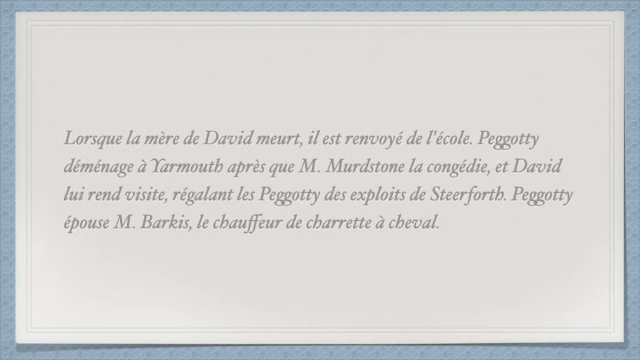 Lorsque la mère de David meurt, il est renvoyé de l'école. Peggotty
déménage à Yarmouth après que M. Murdstone la congédie, et David
lui rend visite, régalant les Peggotty des exploits de Steerforth. Peggotty
épouse M. Barkis, le chauffeur de charrette à cheval.